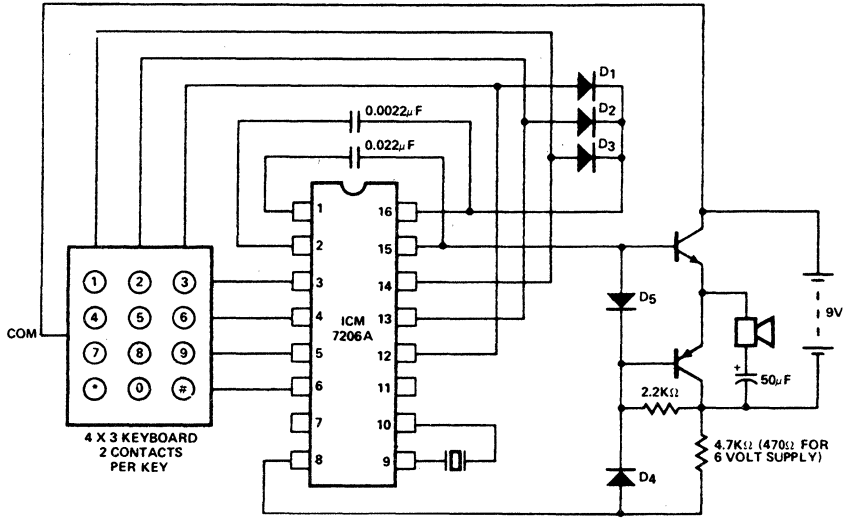 D1
D2
D3
0.0022µF
0.022µF
1
2
3
4
5
6
7
8
16
15
14
13
12
11
10
9
ICM
7206A
COM
1 2 3
4 5 6
7 8 9
* 0 #
4 X 3 KEYBOARD
2 CONTACTS
PER KEY
D5
9V
+
50µF
2.2KΩ
4.7KΩ (470Ω FOR
6 VOLT SUPPLY)
D4